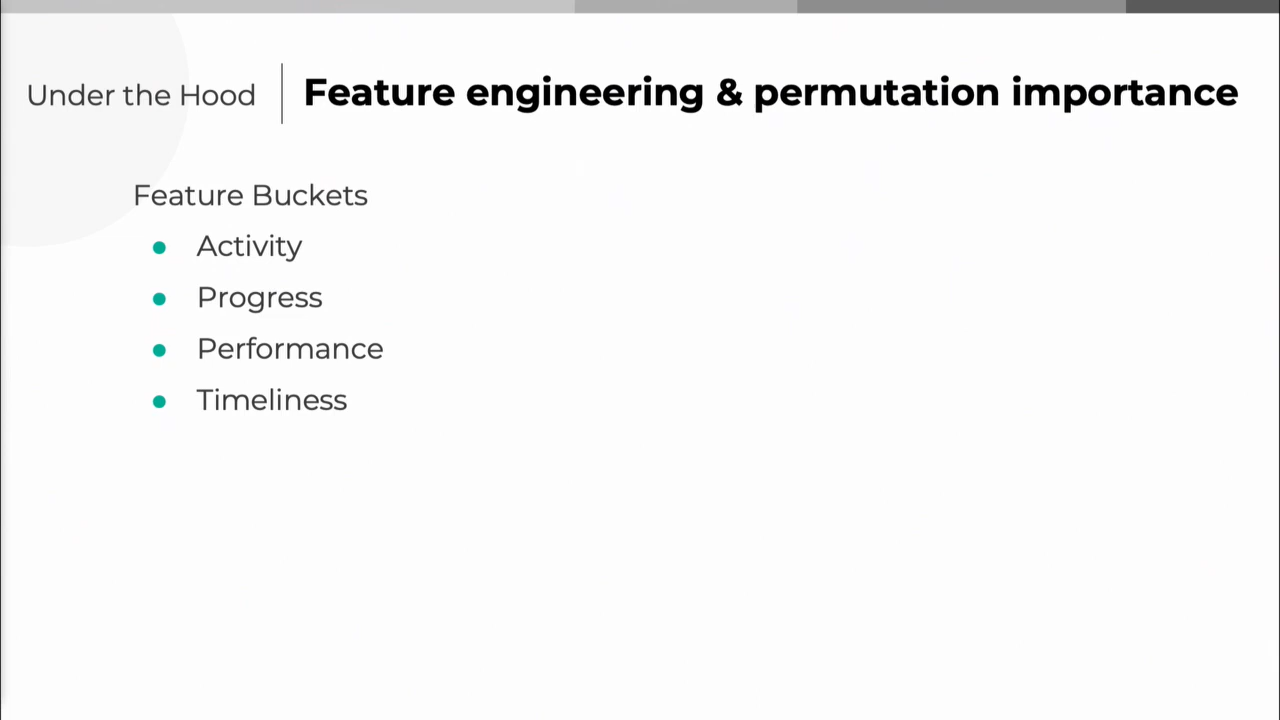 Under the Hood
Feature engineering & permutation importance
Feature Buckets
Activity
Progress
Performance
Timeliness